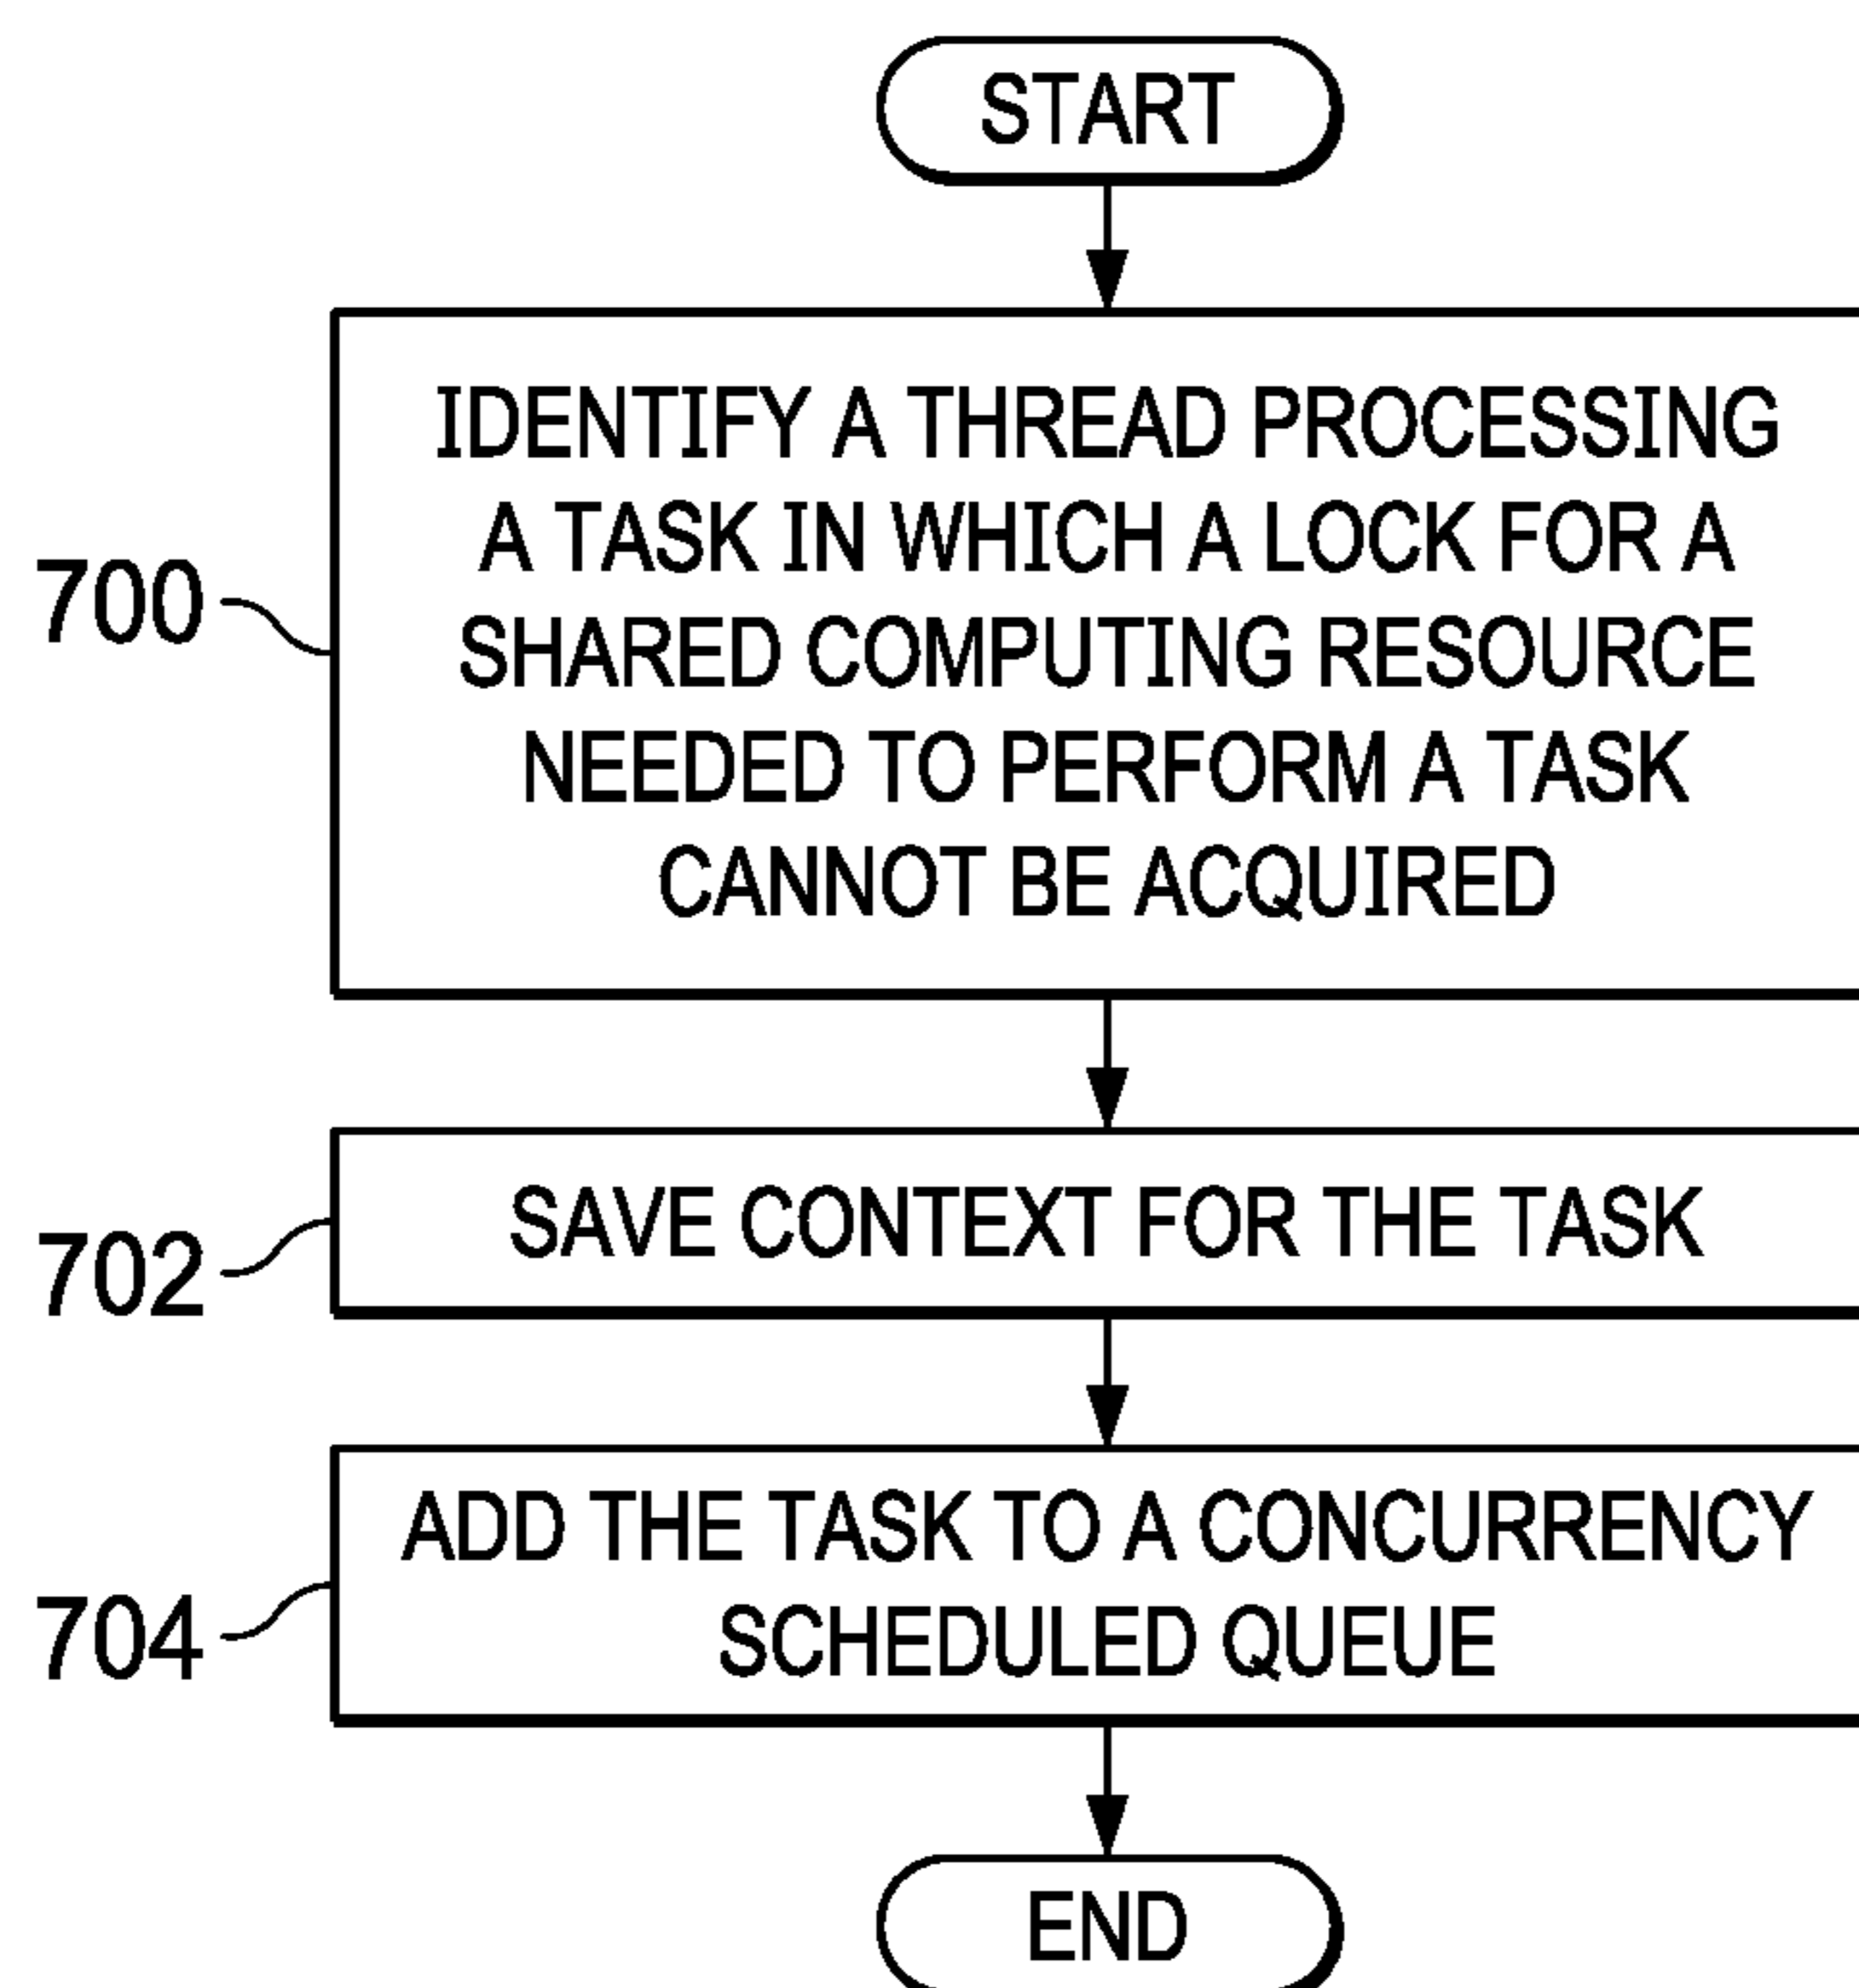 START
IDENTIFY A THREAD PROCESSING
A TASK IN WHICH A LOCK FOR A
SHARED COMPUTING RESOURCE
NEEDED TO PERFORM A TASK
CANNOT BE ACQUIRED
700
SAVE CONTEXT FOR THE TASK
702
ADD THE TASK TO A CONCURRENCY
SCHEDULED QUEUE
704
END